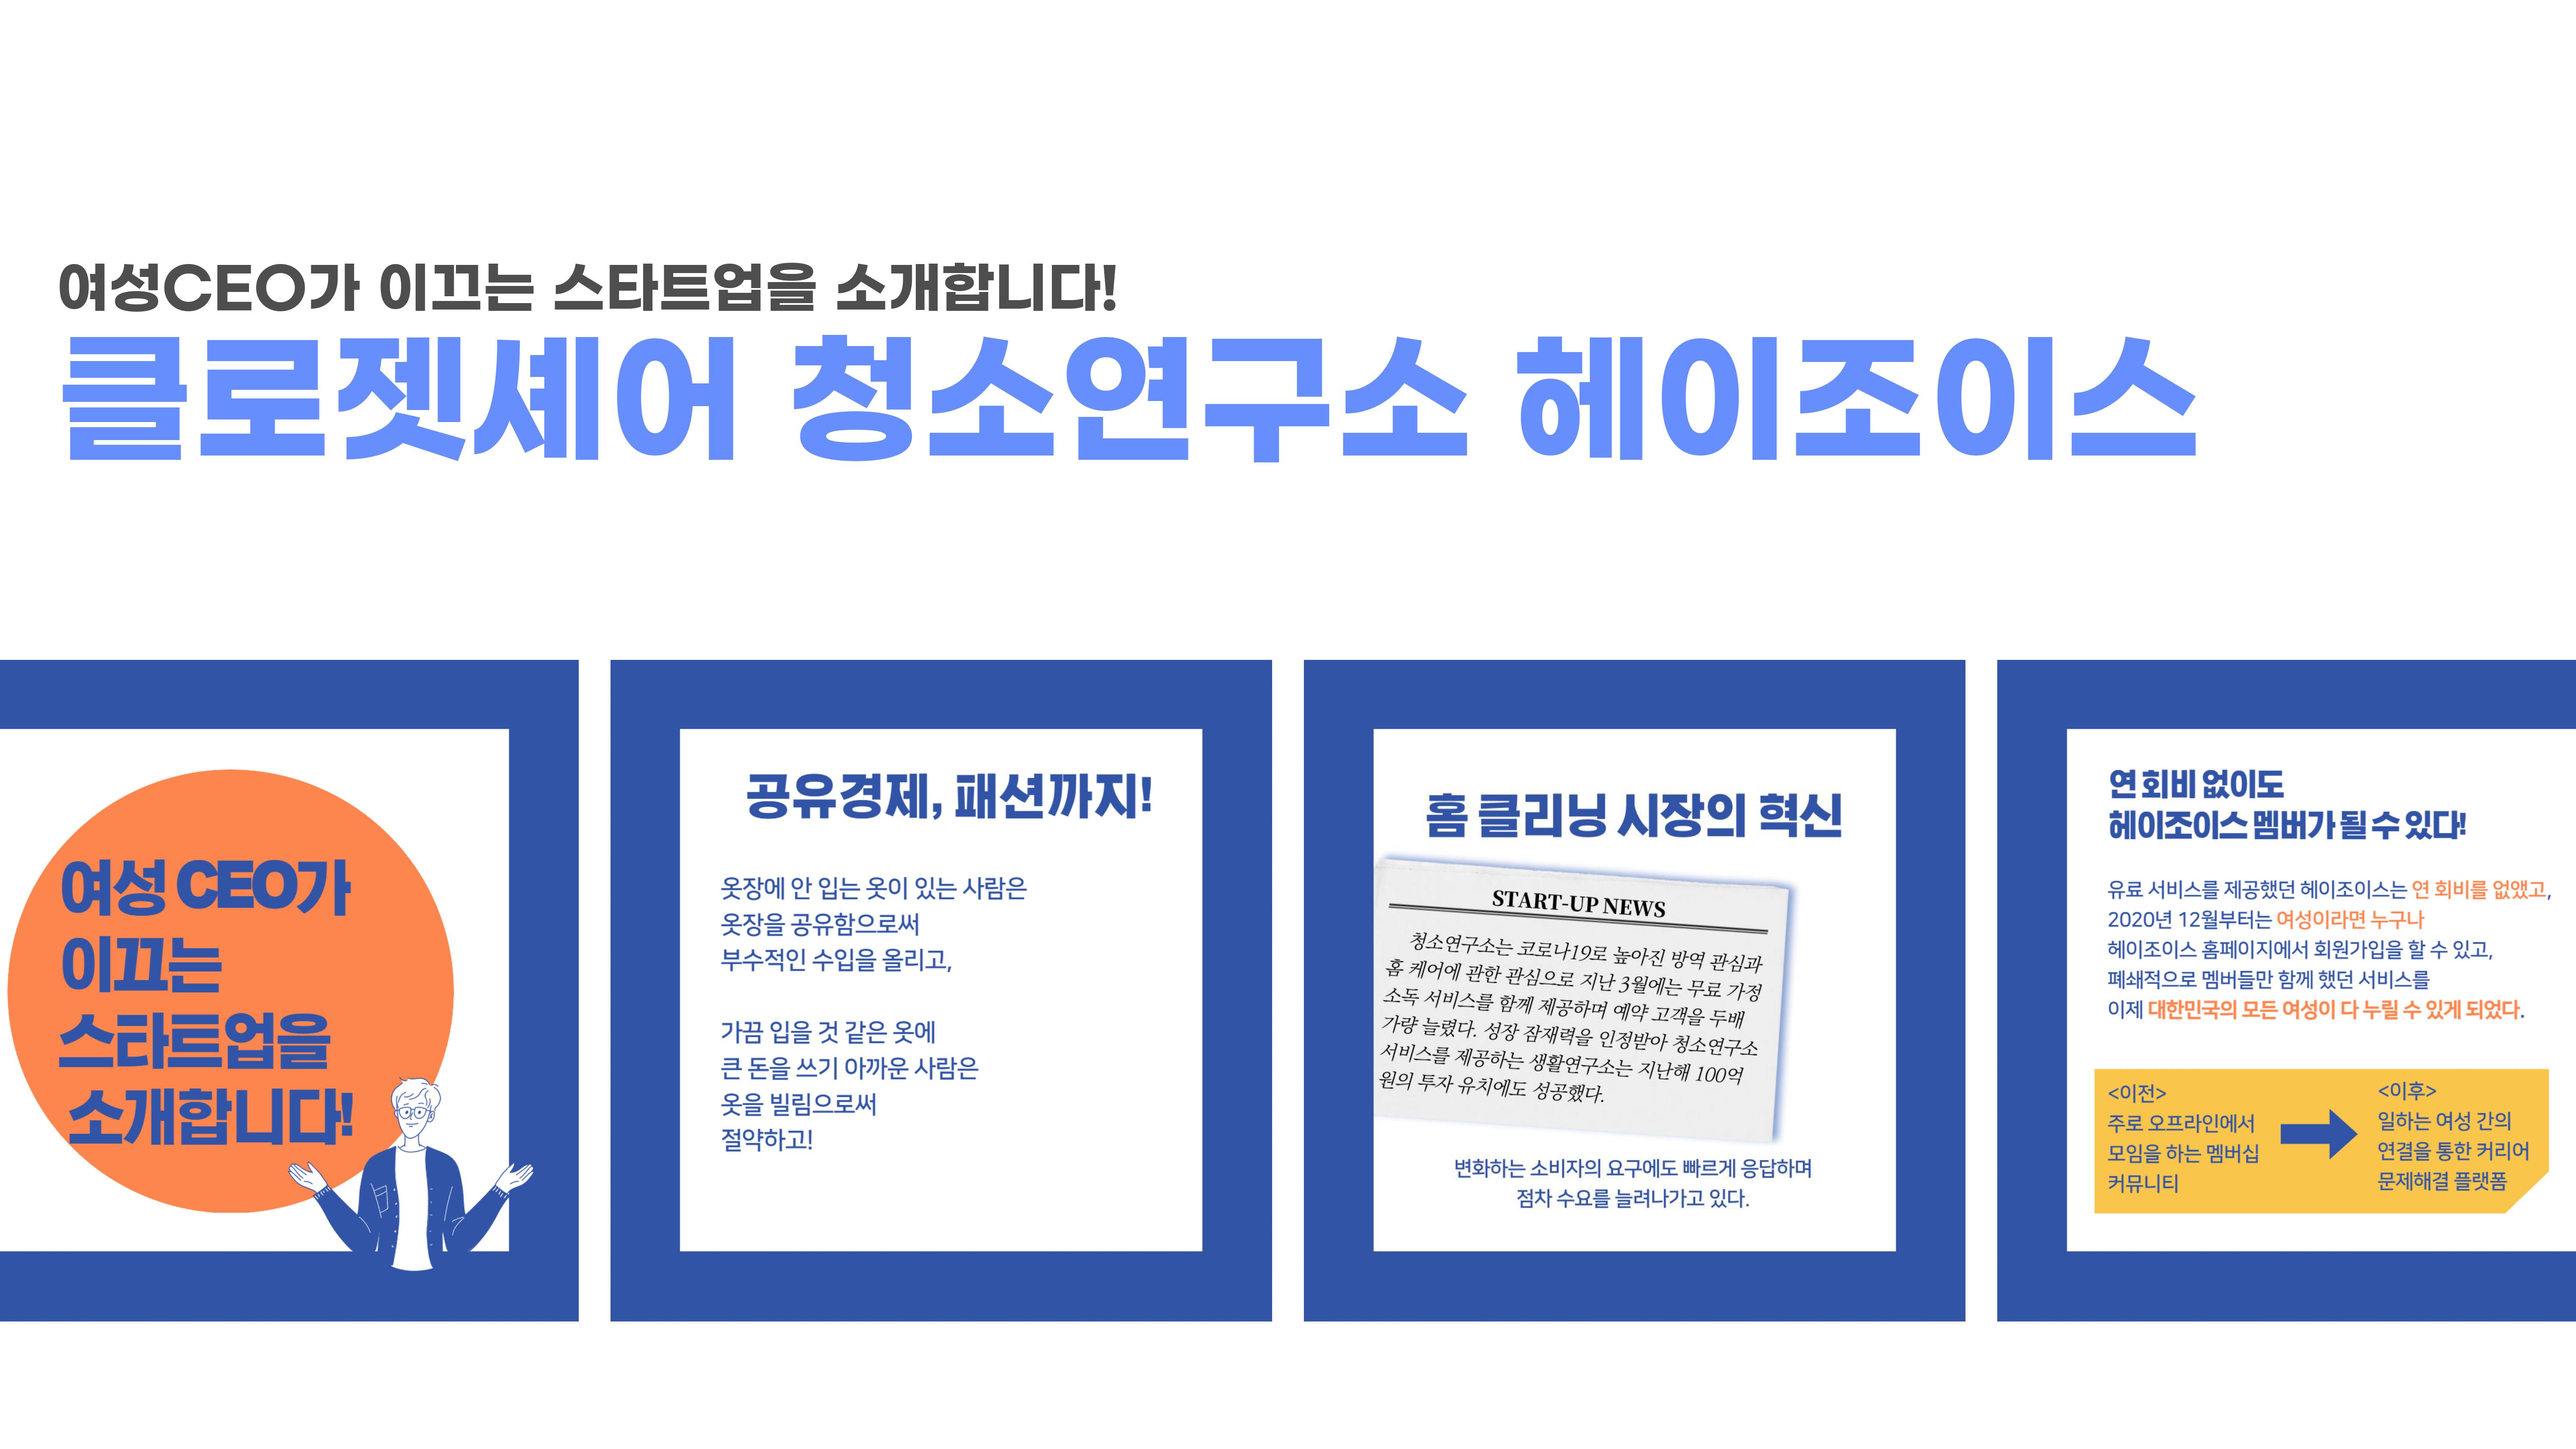 여성CEO가 이끄는 스타트업을 소개합니다!
클로젯셰어 청소연구소 헤이조이스
여성 CEO가
이끄는
스타트업을
소개합니다!
공유경제, 패션까지!
옷장에 안 입는 옷이 있는 사람은
옷장을 공유함으로써
부수적인 수입을 올리고,
가끔 입을 것 같은 옷에
큰 돈을 쓰기 아까운 사람은
옷을 빌림으로써
절약하고!
홈 클리닝 시장의 혁신
START-UP NEWS
청소연구소는 코로나19로 높아진 방역 관심과
홈 케어에 관한 관심으로 지난 3월에는 무료 가정
소독 서비스를 함께 제공하며 예약 고객을 두배
가량 늘렸다. 성장 잠재력을 인정받아 청소연구소
서비스를 제공하는 생활연구소는 지난해 100억
원의 투자 유치에도 성공했다.
변화하는 소비자의 요구에도 빠르게 응답하며
점차 수요를 늘려나가고 있다.
연 회비 없이도
헤이조이스 멤버가 될 수 있다!
유료 서비스를 제공했던 헤이조이스는 연 회비를 없앴고,
2020년 12월부터는 여성이라면 누구나
헤이조이스 홈페이지에서 회원가입을 할 수 있고,
폐쇄적으로 멤버들만 함께 했던 서비스를
이제 대한민국의 모든 여성이 다 누릴 수 있게 되었다.
<이전>
주로 오프라인에서
모임을 하는 멤버십
커뮤니티
<이후>
일하는 여성 간의
연결을 통한 커리어
문제해결 플랫폼